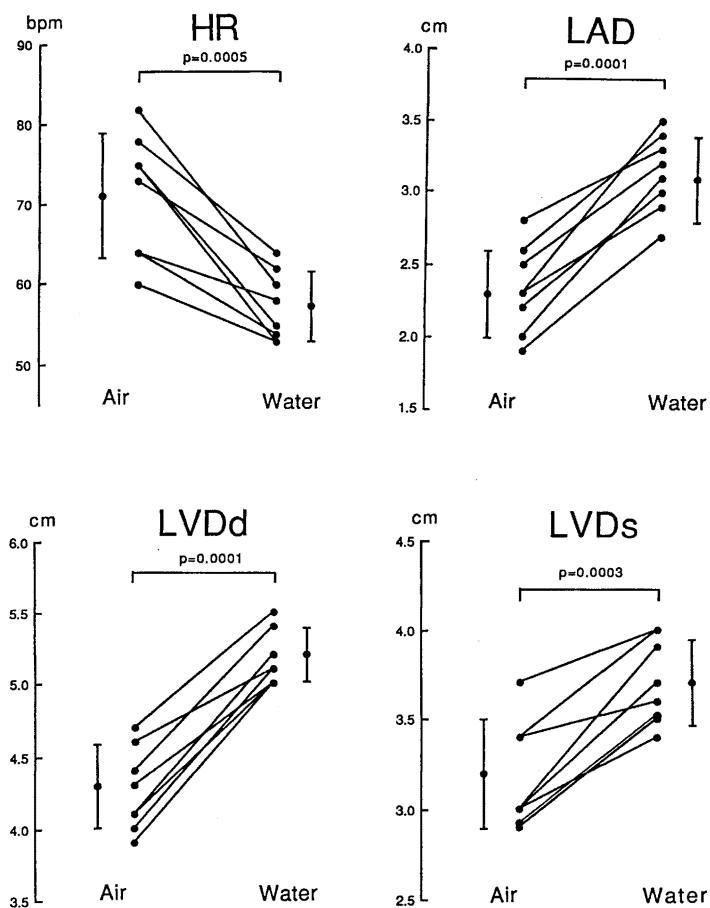 bpm
HR
90
p=0.0005
80
70
60
50
Air
Water
cm
LAD
4.0
p=0.0001
3.5
3.0
2.5
2.0
1.5
Air
Water
cm
LVDd
6.0
p=0.0001
5.5
5.0
4.5
4.0
3.5
Air
Water
cm
LVDs
4.5
p=0.0003
4.0
3.5
3.0
2.5
Air
Water